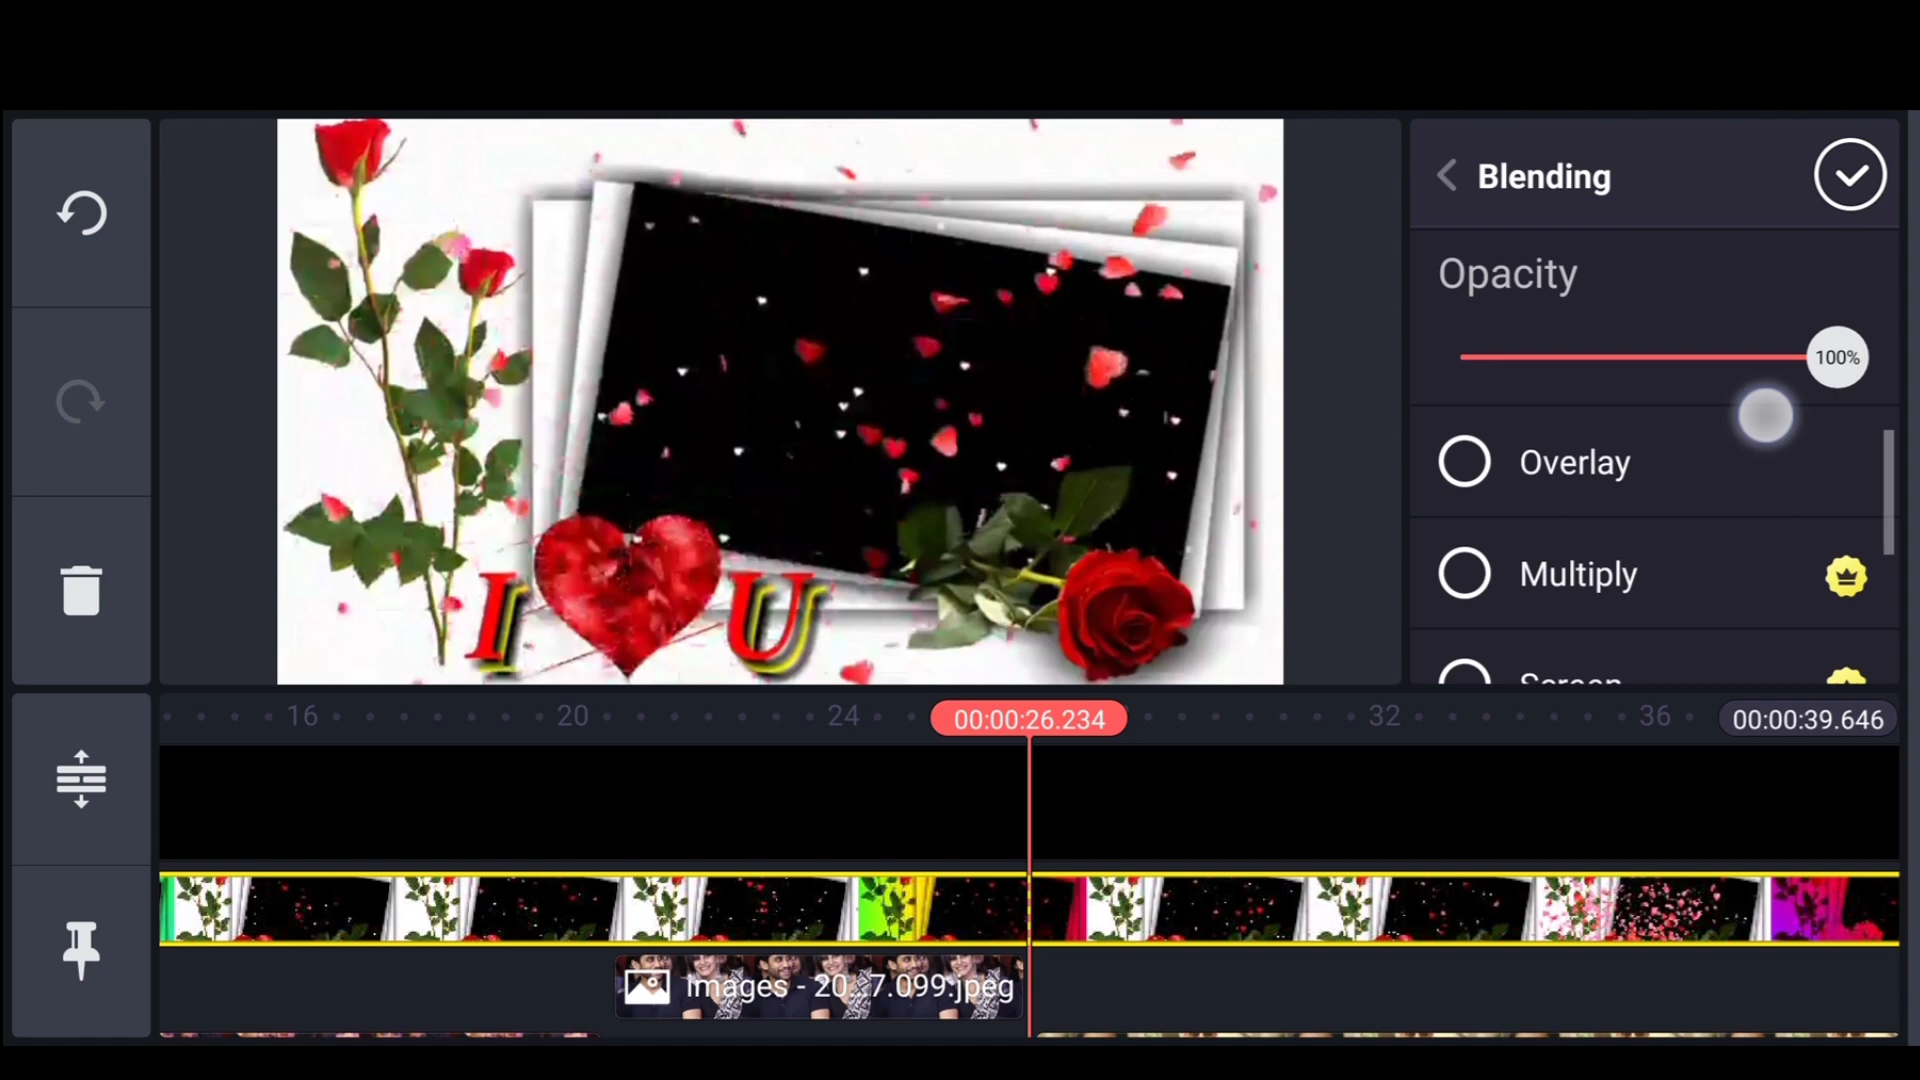 Blending
Opacity
100%
Overlay
Multiply
Screen
I U
16 20 24 00:00:26.234 32 36 00:00:39.646
Images - 20...7.099.jpeg